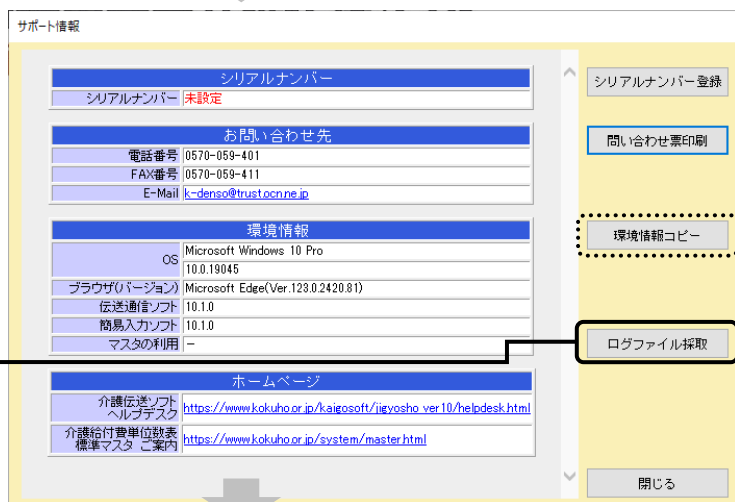 サポート情報
シリアルナンバー
シリアルナンバー 未設定
お問い合わせ先
電話番号 0570-059-401
FAX番号 0570-059-411
E-Mail k-denso@trust.ocn.ne.jp
環境情報
OS Microsoft Windows 10 Pro
10.0.19045
ブラウザ(バージョン) Microsoft Edge(Ver.123.0.2420.81)
伝送通信ソフト 10.1.0
簡易入力ソフト 10.1.0
マスタの利用 －
ホームページ
介護伝送ソフト
ヘルプデスク https://www.kokuho.or.jp/kaigosoft/jigyosho_ver10/helpdesk.html
介護給付費単位数表
標準マスタ ご案内 https://www.kokuho.or.jp/system/master.html
シリアルナンバー登録
問い合わせ票印刷
環境情報コピー
ログファイル採取
閉じる